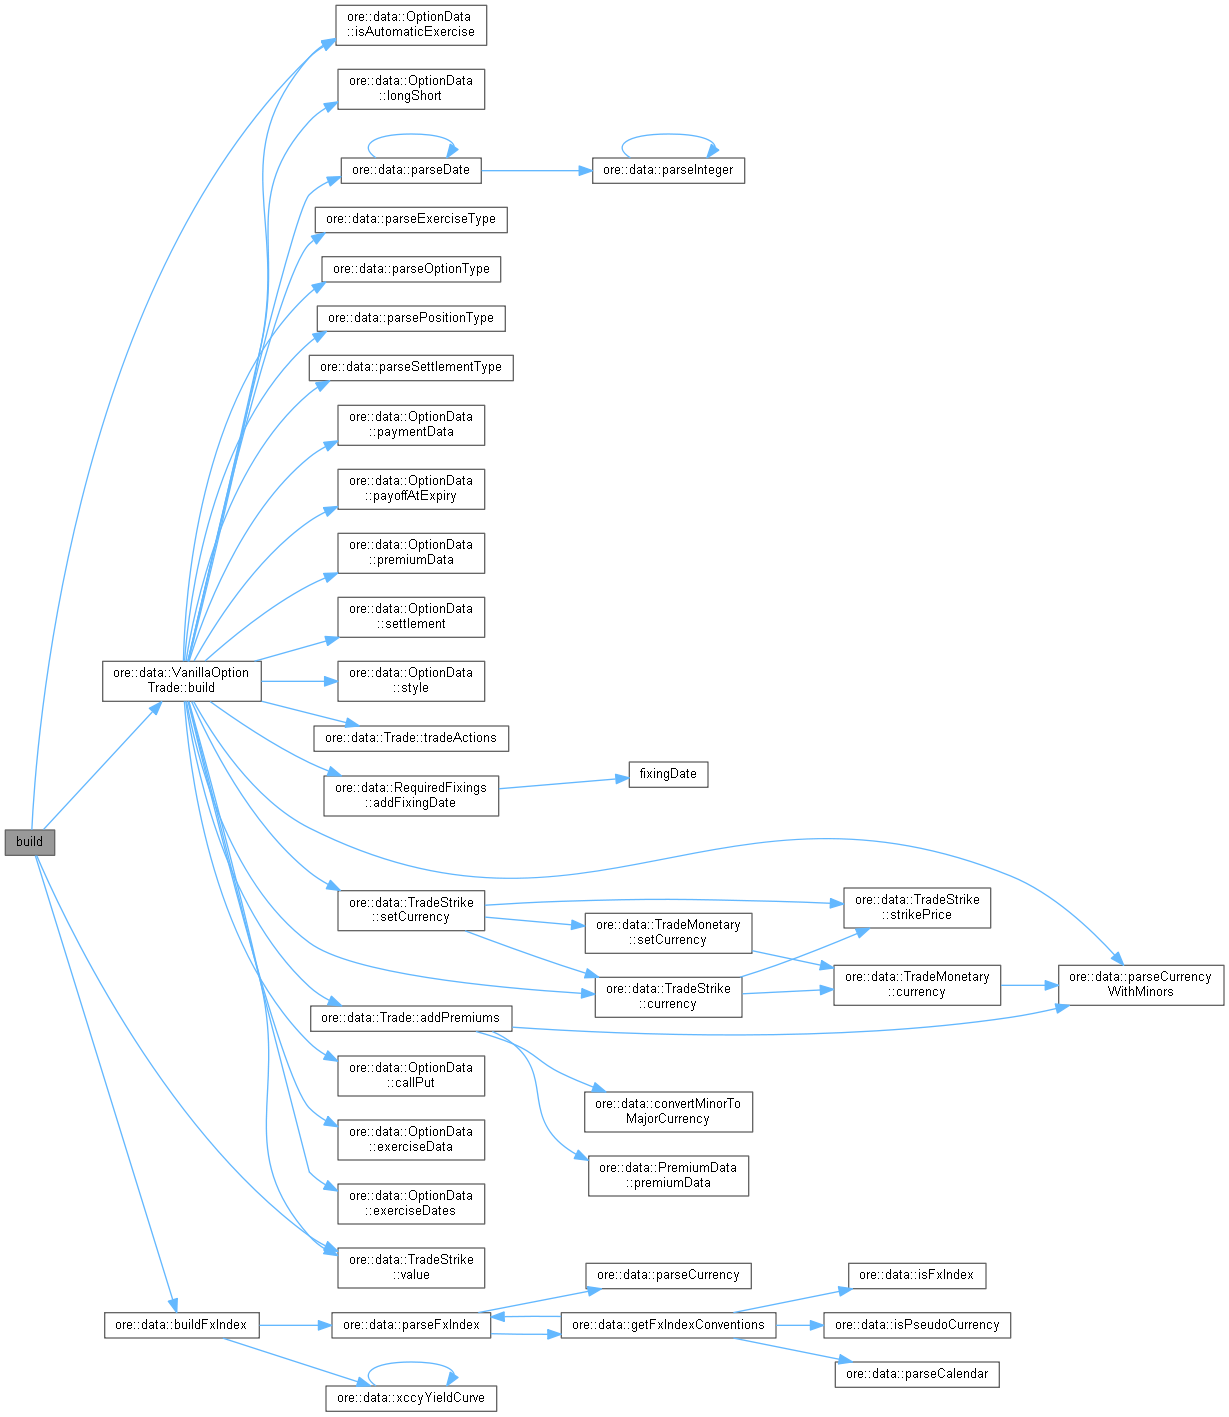 ore::data::OptionData
::isAutomaticExercise
ore::data::OptionData
::longShort
ore::data::parseDate
ore::data::parseInteger
ore::data::parseExerciseType
ore::data::parseOptionType
ore::data::parsePositionType
ore::data::parseSettlementType
ore::data::OptionData
::paymentData
ore::data::OptionData
::payoffAtExpiry
ore::data::OptionData
::premiumData
ore::data::OptionData
::settlement
ore::data::VanillaOption
Trade::build
ore::data::OptionData
::style
ore::data::Trade::tradeActions
ore::data::RequiredFixings
::addFixingDate
fixingDate
build
ore::data::TradeStrike
::setCurrency
ore::data::TradeStrike
::strikePrice
ore::data::TradeMonetary
::setCurrency
ore::data::TradeStrike
::currency
ore::data::TradeMonetary
::currency
ore::data::parseCurrency
WithMinors
ore::data::Trade::addPremiums
ore::data::OptionData
::callPut
ore::data::convertMinorTo
MajorCurrency
ore::data::OptionData
::exerciseData
ore::data::PremiumData
::premiumData
ore::data::OptionData
::exerciseDates
ore::data::TradeStrike
::value
ore::data::parseCurrency
ore::data::isFxIndex
ore::data::buildFxIndex
ore::data::parseFxIndex
ore::data::getFxIndexConventions
ore::data::isPseudoCurrency
ore::data::parseCalendar
ore::data::xccyYieldCurve